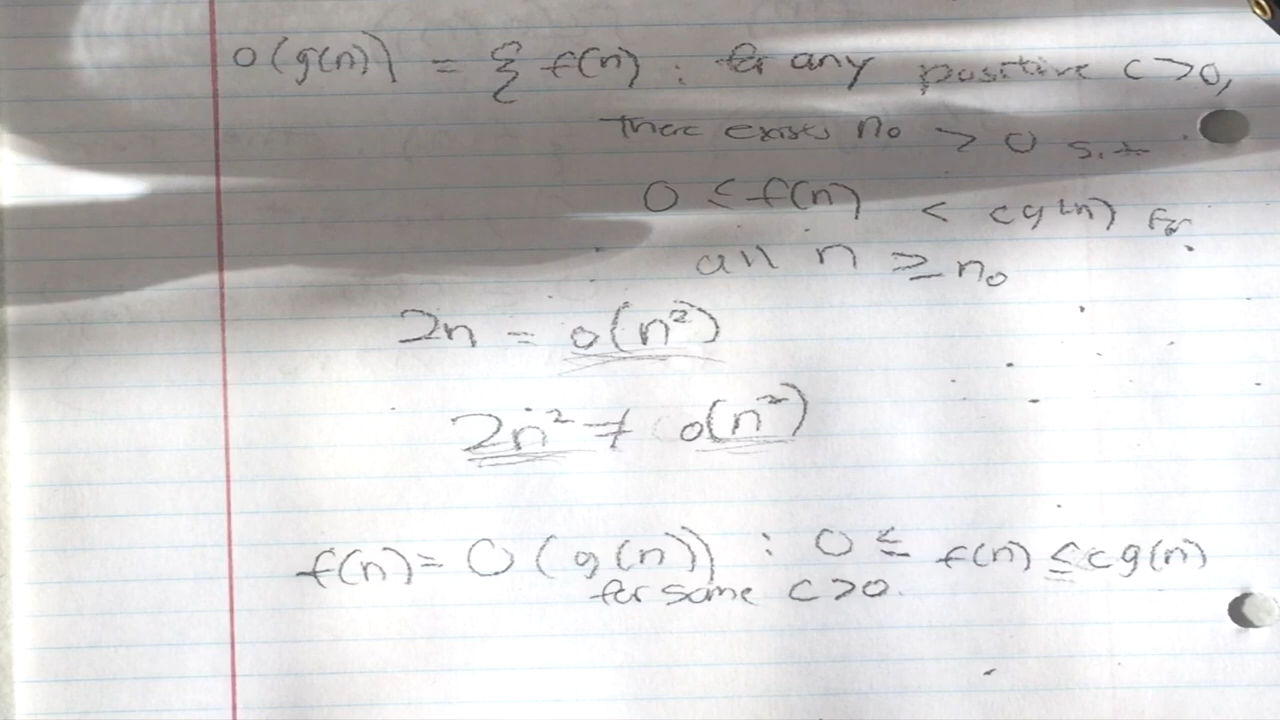 o(g(n)) = { f(n) : for any positive c > 0,
there exists n₀ > 0 s.t
0 ≤ f(n) < cg(n) for
all n ≥ n₀
2n = o(n²)
2n² ≠ o(n²)
f(n) = O(g(n)) : 0 ≤ f(n) ≤ cg(n)
for some c > 0.